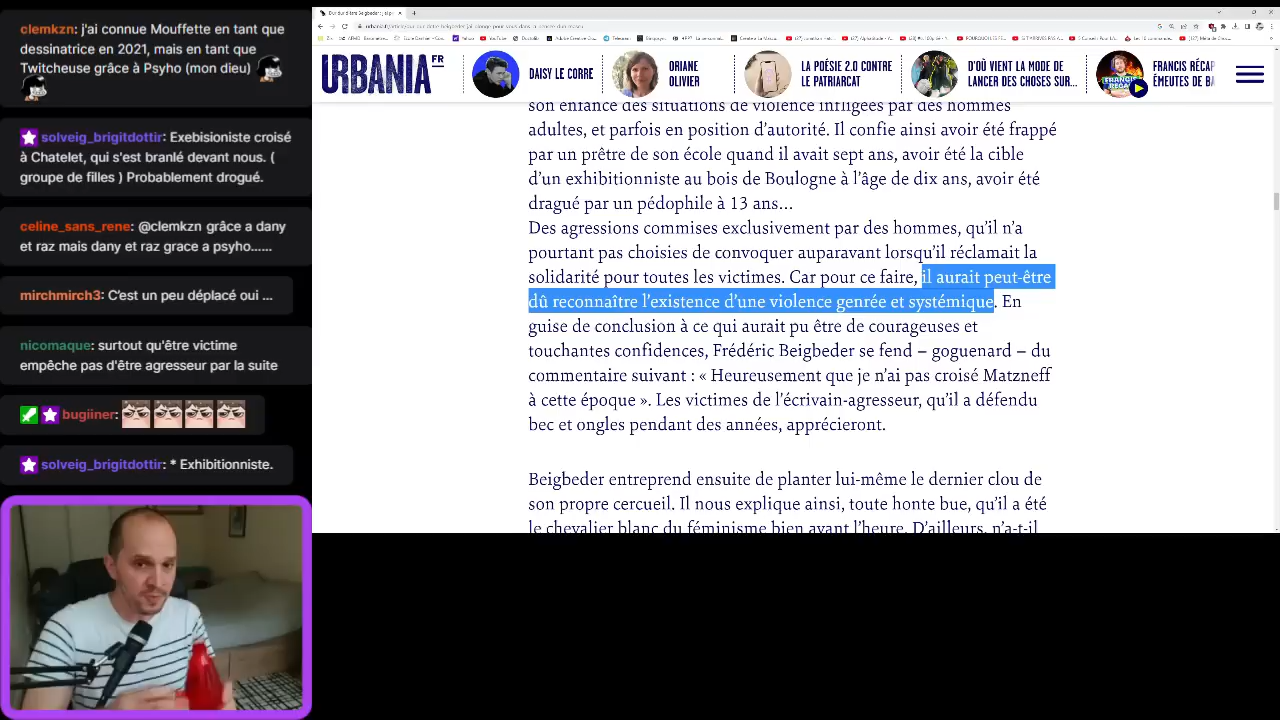 clemkzn: j'ai connue Mouffette en tant que
dessinatrice en 2021, mais en tant que
Twitcheuse grâce à Psyho (mon dieu)
solveig_brigitdottir: Exebisioniste croisé
à Chatelet, qui s'est branlé devant nous. (
groupe de filles ) Probablement drogué.
celine_sans_rene: @clemkzn grâce a dany
et raz mais dany et raz grace a psyho......
mirchmirch3: C'est un peu déplacé oui ...
nicomaque: surtout qu'être victime
empêche pas d'être agresseur par la suite
bugiiner:
solveig_brigitdottir: * Exhibitionniste.
URBANIA FR
DAISY LE CORRE
ORIANE
OLIVIER
LA POÉSIE 2.0 CONTRE
LE PATRIARCAT
D'OÙ VIENT LA MODE DE
LANCER DES CHOSES SUR...
FRANCIS RÉCAP
ÉMEUTES DE BA
son enfance des situations de violence infligées par des hommes
adultes, et parfois en position d'autorité. Il confie ainsi avoir été frappé
par un prêtre de son école quand il avait sept ans, avoir été la cible
d'un exhibitionniste au bois de Boulogne à l'âge de dix ans, avoir été
dragué par un pédophile à 13 ans...
Des agressions commises exclusivement par des hommes, qu'il n'a
pourtant pas choisies de convoquer auparavant lorsqu'il réclamait la
solidarité pour toutes les victimes. Car pour ce faire, il aurait peut-être
dû reconnaître l'existence d'une violence genrée et systémique. En
guise de conclusion à ce qui aurait pu être de courageuses et
touchantes confidences, Frédéric Beigbeder se fend – goguenard – du
commentaire suivant : « Heureusement que je n'ai pas croisé Matzneff
à cette époque ». Les victimes de l'écrivain-agresseur, qu'il a défendu
bec et ongles pendant des années, apprécieront.
Beigbeder entreprend ensuite de planter lui-même le dernier clou de
son propre cercueil. Il nous explique ainsi, toute honte bue, qu'il a été
le chevalier blanc du féminisme bien avant l'heure. D'ailleurs, n'a-t-il